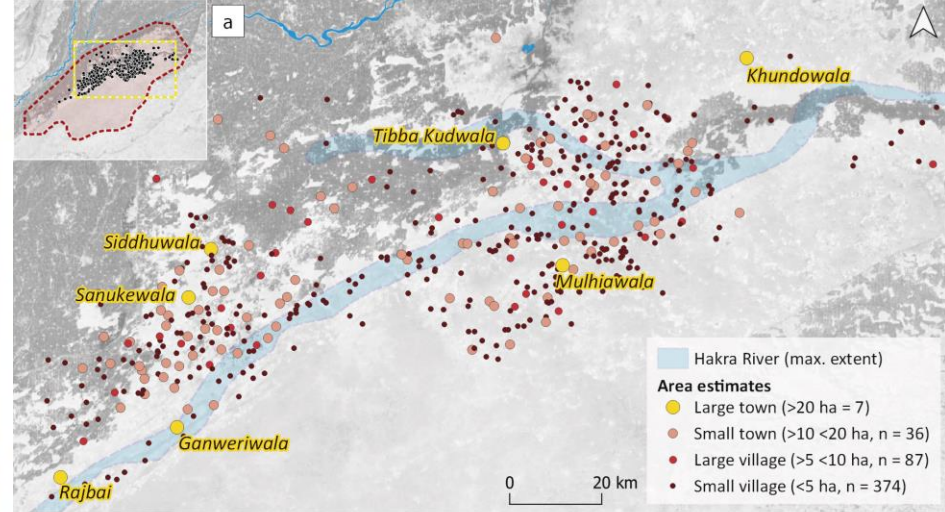 a
Khundowala
Tibba Kudwala
Siddhuwala
Mulhiawala
Sanukewala
Ganweriwala
Rajbai
0 20 km
Hakra River (max. extent)
Area estimates
Large town (>20 ha = 7)
Small town (>10 <20 ha, n = 36)
Large village (>5 <10 ha, n = 87)
Small village (<5 ha, n = 374)